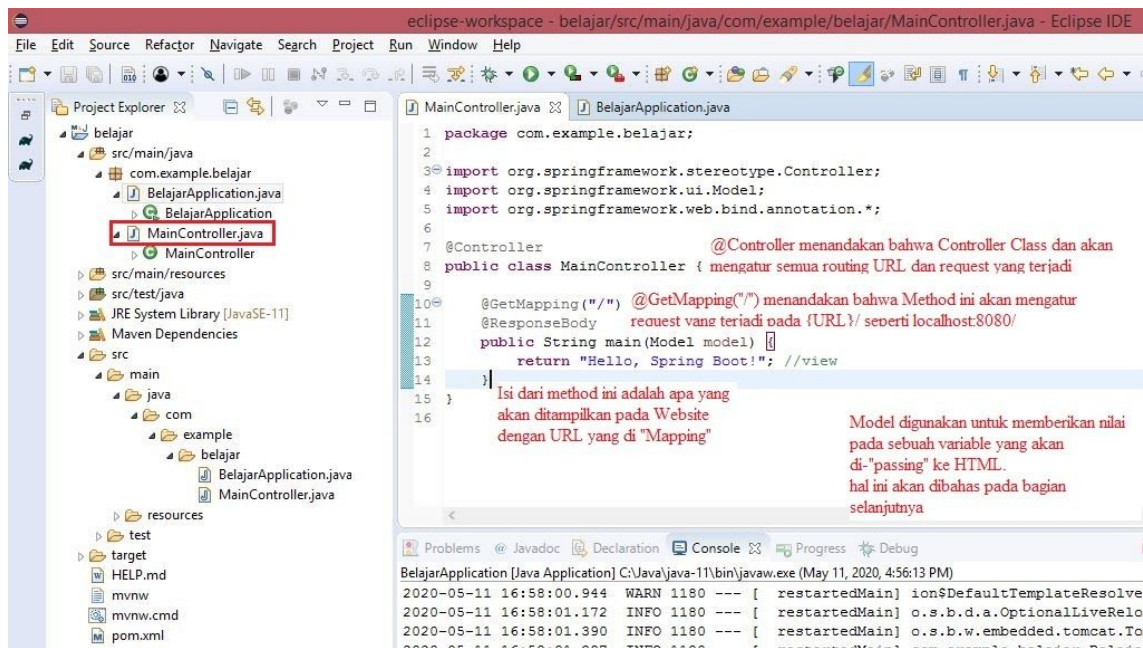 eclipse-workspace - belajar/src/main/java/com/example/belajar/MainController.java - Eclipse IDE
File Edit Source Refactor Navigate Search Project Run Window Help
Project Explorer
belajar
src/main/java
com.example.belajar
BelajarApplication.java
BelajarApplication
MainController.java
MainController
src/main/resources
src/test/java
JRE System Library [JavaSE-11]
Maven Dependencies
src
main
java
com
example
belajar
BelajarApplication.java
MainController.java
resources
test
target
HELP.md
mvnw
mvnw.cmd
pom.xml
MainController.java BelajarApplication.java
1 package com.example.belajar;
2
3 import org.springframework.stereotype.Controller;
4 import org.springframework.ui.Model;
5 import org.springframework.web.bind.annotation.*;
6
7 @Controller
8 public class MainController {
9
10 @GetMapping("/")
11 @ResponseBody
12 public String main(Model model) {
13 return "Hello, Spring Boot!"; //view
14 }
15 }
16
@Controller menandakan bahwa Controller Class dan akan
mengatur semua routing URL dan request yang terjadi
@GetMapping("/") menandakan bahwa Method ini akan mengatur
request yang terjadi pada {URL}/ seperti localhost:8080/
Isi dari method ini adalah apa yang
akan ditampilkan pada Website
dengan URL yang di "Mapping"
Model digunakan untuk memberikan nilai
pada sebuah variable yang akan
di-"passing" ke HTML.
hal ini akan dibahas pada bagian
selanjutnya
Problems Javadoc Declaration Console Progress Debug
BelajarApplication [Java Application] C:\Java\java-11\bin\javaw.exe (May 11, 2020, 4:56:13 PM)
2020-05-11 16:58:00.944 WARN 1180 --- [ restartedMain] ion$DefaultTemplateResolve
2020-05-11 16:58:01.172 INFO 1180 --- [ restartedMain] o.s.b.d.a.OptionalLiveRelo
2020-05-11 16:58:01.390 INFO 1180 --- [ restartedMain] o.s.b.w.embedded.tomcat.To